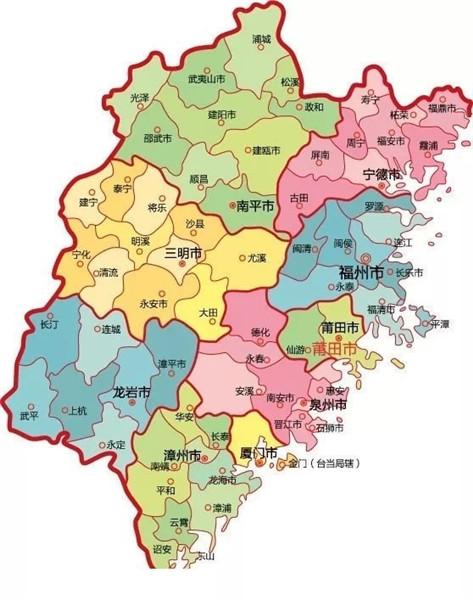 浦城
武夷山市
松溪
光泽
寿宁
福鼎市
建阳市
政和
柘荣
邵武市
周宁
福安市
霞浦
建瓯市
屏南
顺昌
宁德市
泰宁
建宁
将乐
南平市
古田
罗源
沙县
明溪
三明市
闽清
闽侯
连江
宁化
清流
尤溪
福州市
长乐市
永泰
永安市
福清市
大田
长汀
连城
德化
莆田市
平潭
仙游
莆田市
漳平市
永春
龙岩市
安溪
惠安
南安市
泉州市
武平
上杭
华安
晋江市
石狮市
永定
长泰
漳州市
厦门市
南靖
金门（台当局辖）
龙海市
平和
漳浦
云霄
诏安
东山